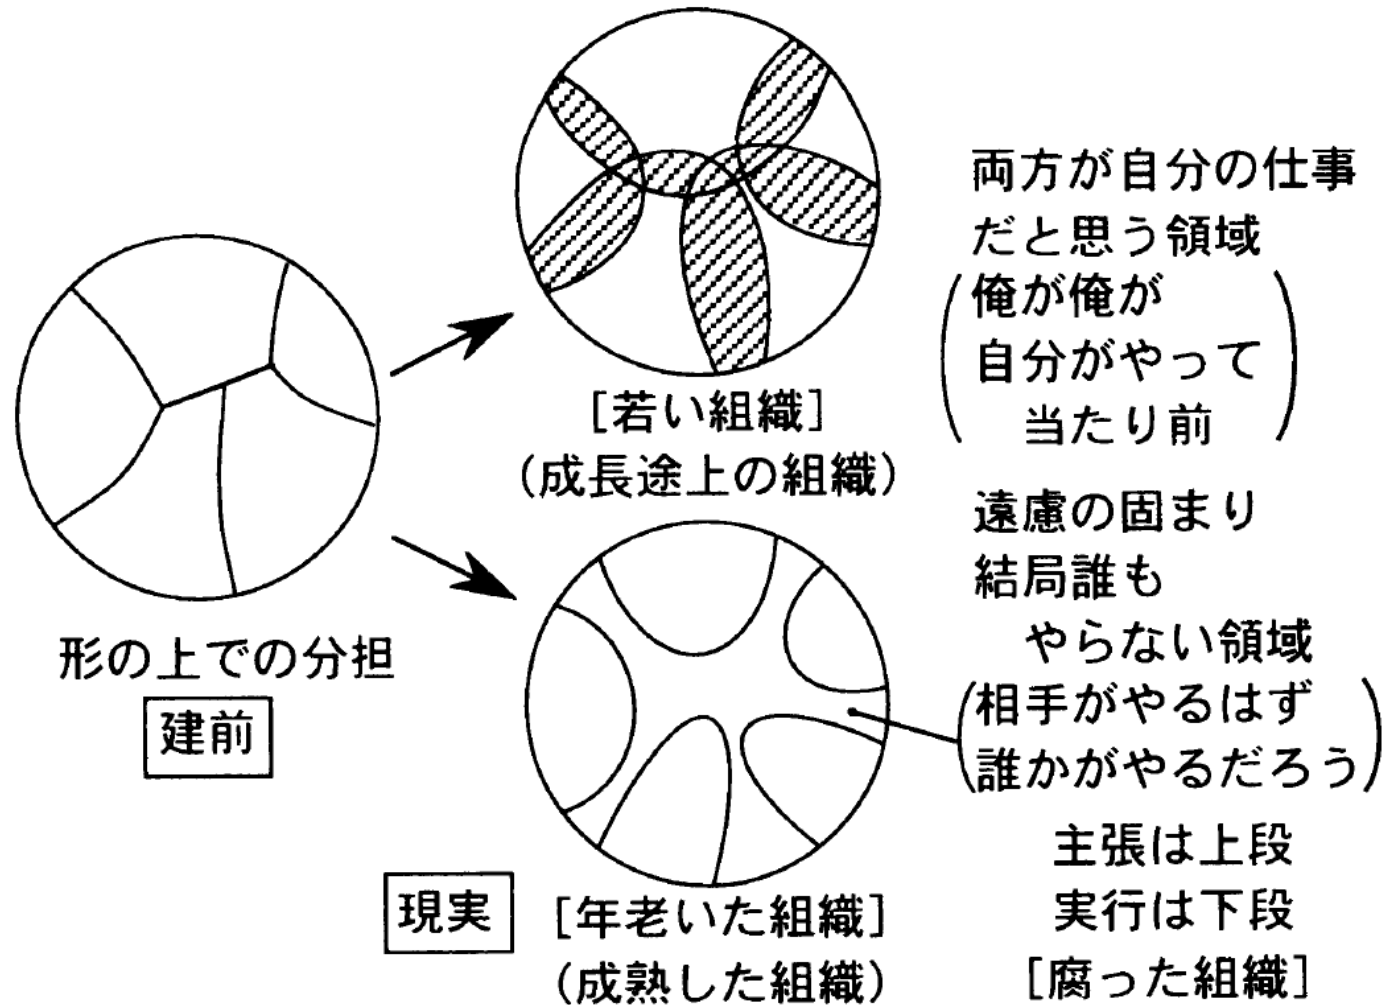 形の上での分担
建前
[若い組織]
(成長途上の組織)
両方が自分の仕事
だと思う領域
(俺が俺が
自分がやって
当たり前)
現実
[年老いた組織]
(成熟した組織)
遠慮の固まり
結局誰も
やらない領域
(相手がやるはず
誰かがやるだろう)
主張は上段
実行は下段
[腐った組織]